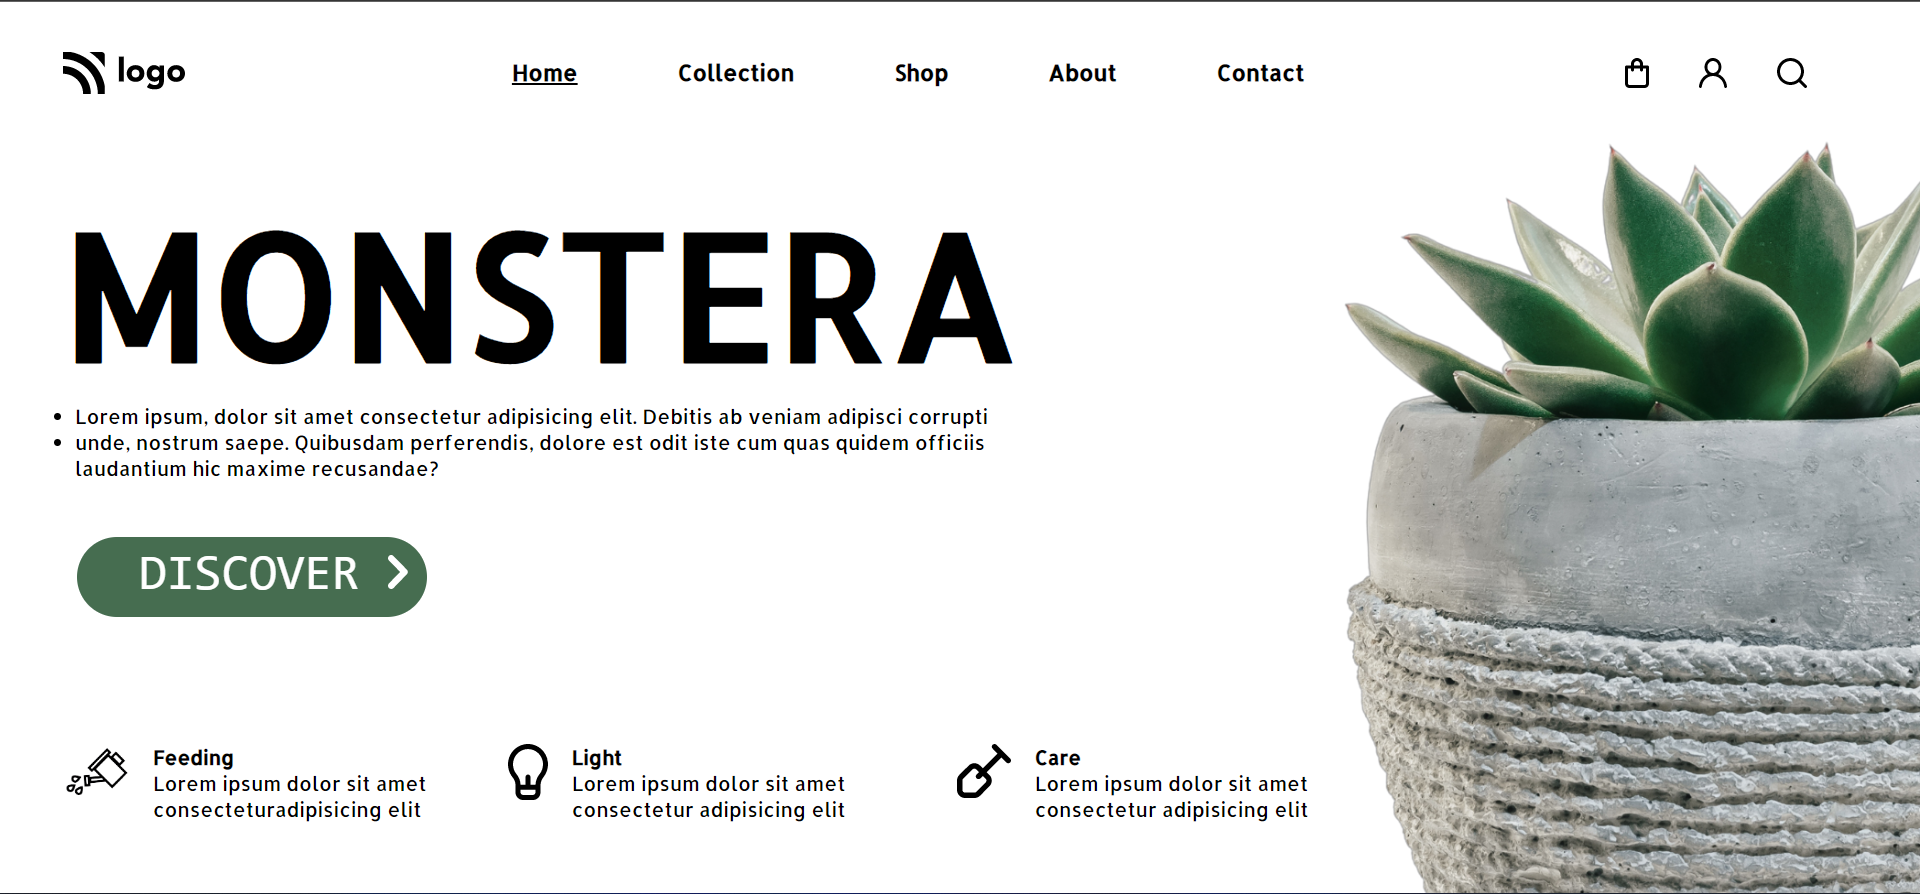 logo
Home Collection Shop About Contact
MONSTERA
Lorem ipsum, dolor sit amet consectetur adipisicing elit. Debitis ab veniam adipisci corrupti
unde, nostrum saepe. Quibusdam perferendis, dolore est odit iste cum quas quidem officiis
laudantium hic maxime recusandae?
DISCOVER
Feeding
Lorem ipsum dolor sit amet
consecteturadipisicing elit
Light
Lorem ipsum dolor sit amet
consectetur adipisicing elit
Care
Lorem ipsum dolor sit amet
consectetur adipisicing elit